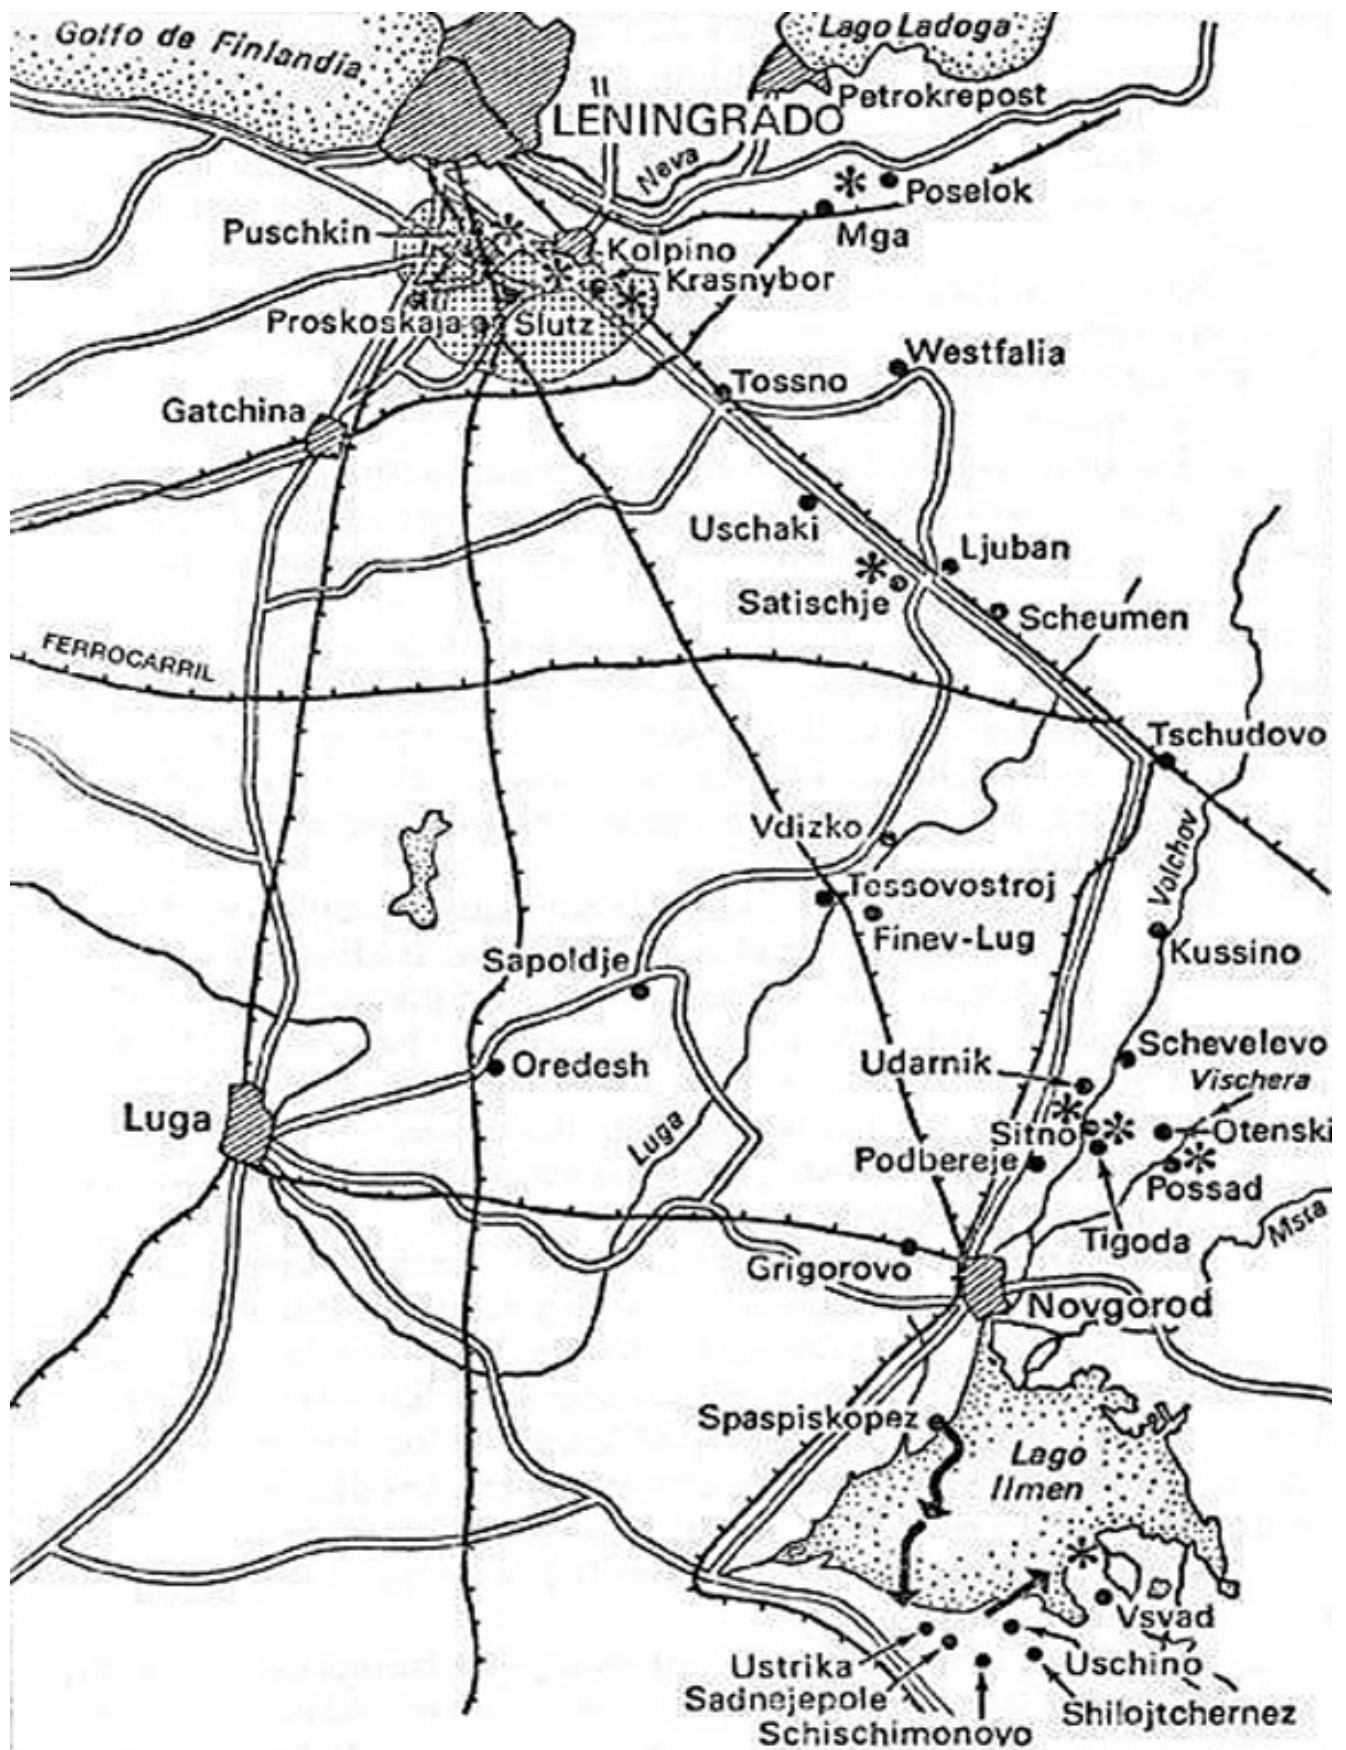 Golfo de Finlandia
Lago Ladoga
Petrokrepost
LENINGRADO
Neva
Poselok
Mga
Puschkin
Kolpino
Krasnybor
Proskoskaja
Slutz
Westfalia
Tossno
Gatchina
Uschaki
Ljuban
Satischje
Scheumen
FERROCARRIL
Tschudovo
Vdizko
Volchov
Tessovostroj
Finev-Lug
Kussino
Sapoldje
Schevelevo
Udarnik
Oredesh
Vischera
Luga
Luga
Sitno
Otenski
Podbereje
Possad
Msta
Tigoda
Grigorovo
Novgorod
Spaspiskopez
Lago
Ilmen
Vsvad
Ustrika
Uschino
Sadnejepole
Shilojtchernez
Schischimonovo